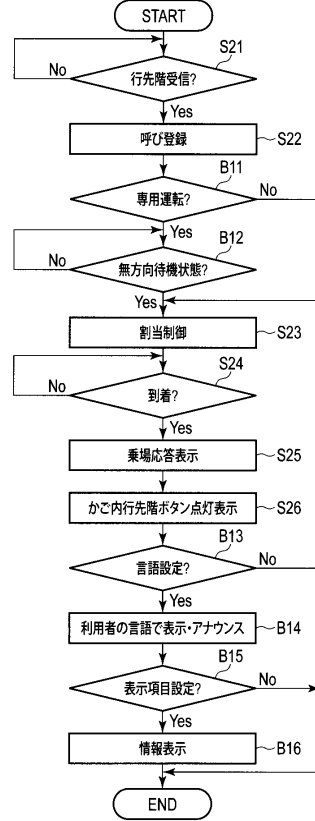 START
S21
行先階受信?
No
Yes
呼び登録
S22
B11
専用運転?
No
Yes
B12
無方向待機状態?
No
Yes
割当制御
S23
S24
到着?
No
Yes
乗場応答表示
S25
かご内行先階ボタン点灯表示
S26
B13
言語設定?
No
Yes
利用者の言語で表示・アナウンス
B14
B15
表示項目設定?
No
Yes
情報表示
B16
END